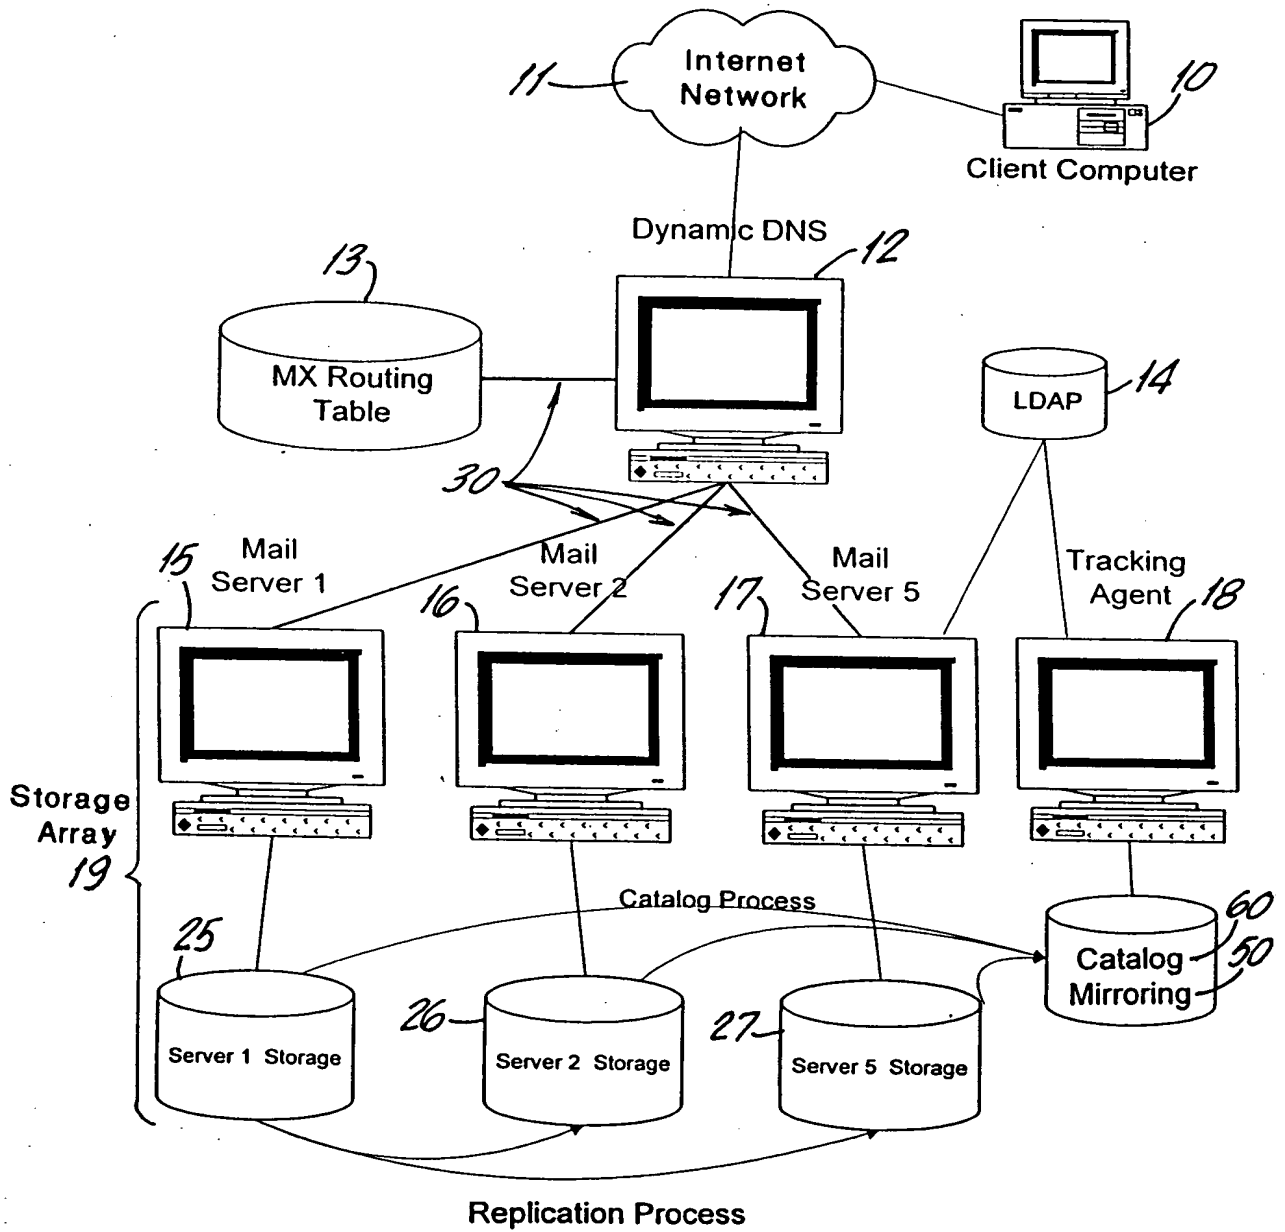 Internet
Network
11
10
Client Computer
Dynamic DNS
12
13
MX Routing
Table
LDAP
14
30
15
Mail
Server 1
16
Mail
Server 2
17
Mail
Server 5
Tracking
Agent
18
Storage
Array
19
Catalog Process
25
Server 1 Storage
26
Server 2 Storage
27
Server 5 Storage
60
Catalog
50
Mirroring
Replication Process